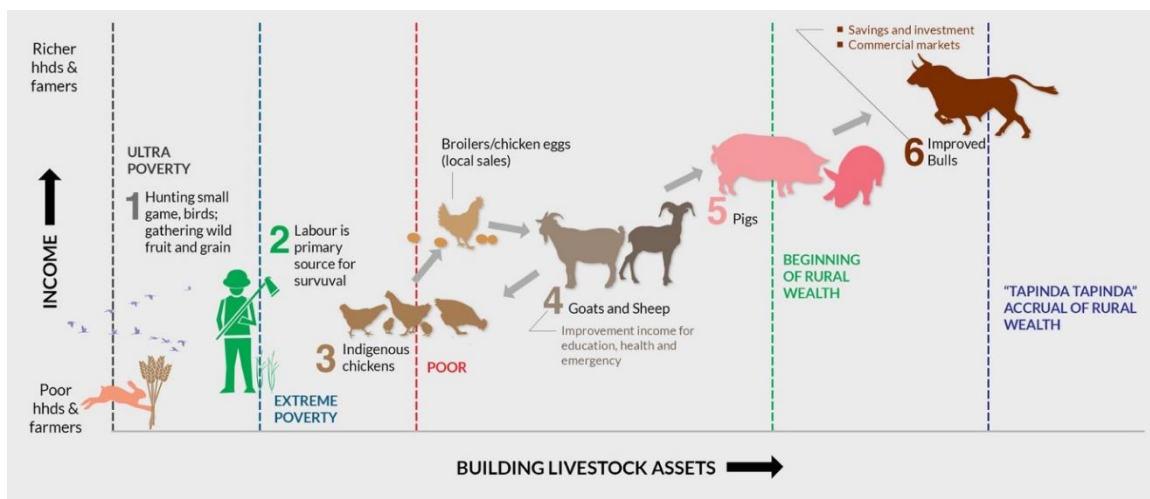 Richer
hhds &
famers
INCOME
Poor
hhds &
farmers
ULTRA
POVERTY
1 Hunting small
game, birds;
gathering wild
fruit and grain
2 Labour is
primary
source for
survuval
EXTREME
POVERTY
3 Indigenous
chickens
POOR
Broilers/chicken eggs
(local sales)
4 Goats and Sheep
Improvement income for
education, health and
emergency
5 Pigs
BEGINNING
OF RURAL
WEALTH
Savings and investment
Commercial markets
6 Improved
Bulls
“TAPINDA TAPINDA”
ACCRUAL OF RURAL
WEALTH
BUILDING LIVESTOCK ASSETS